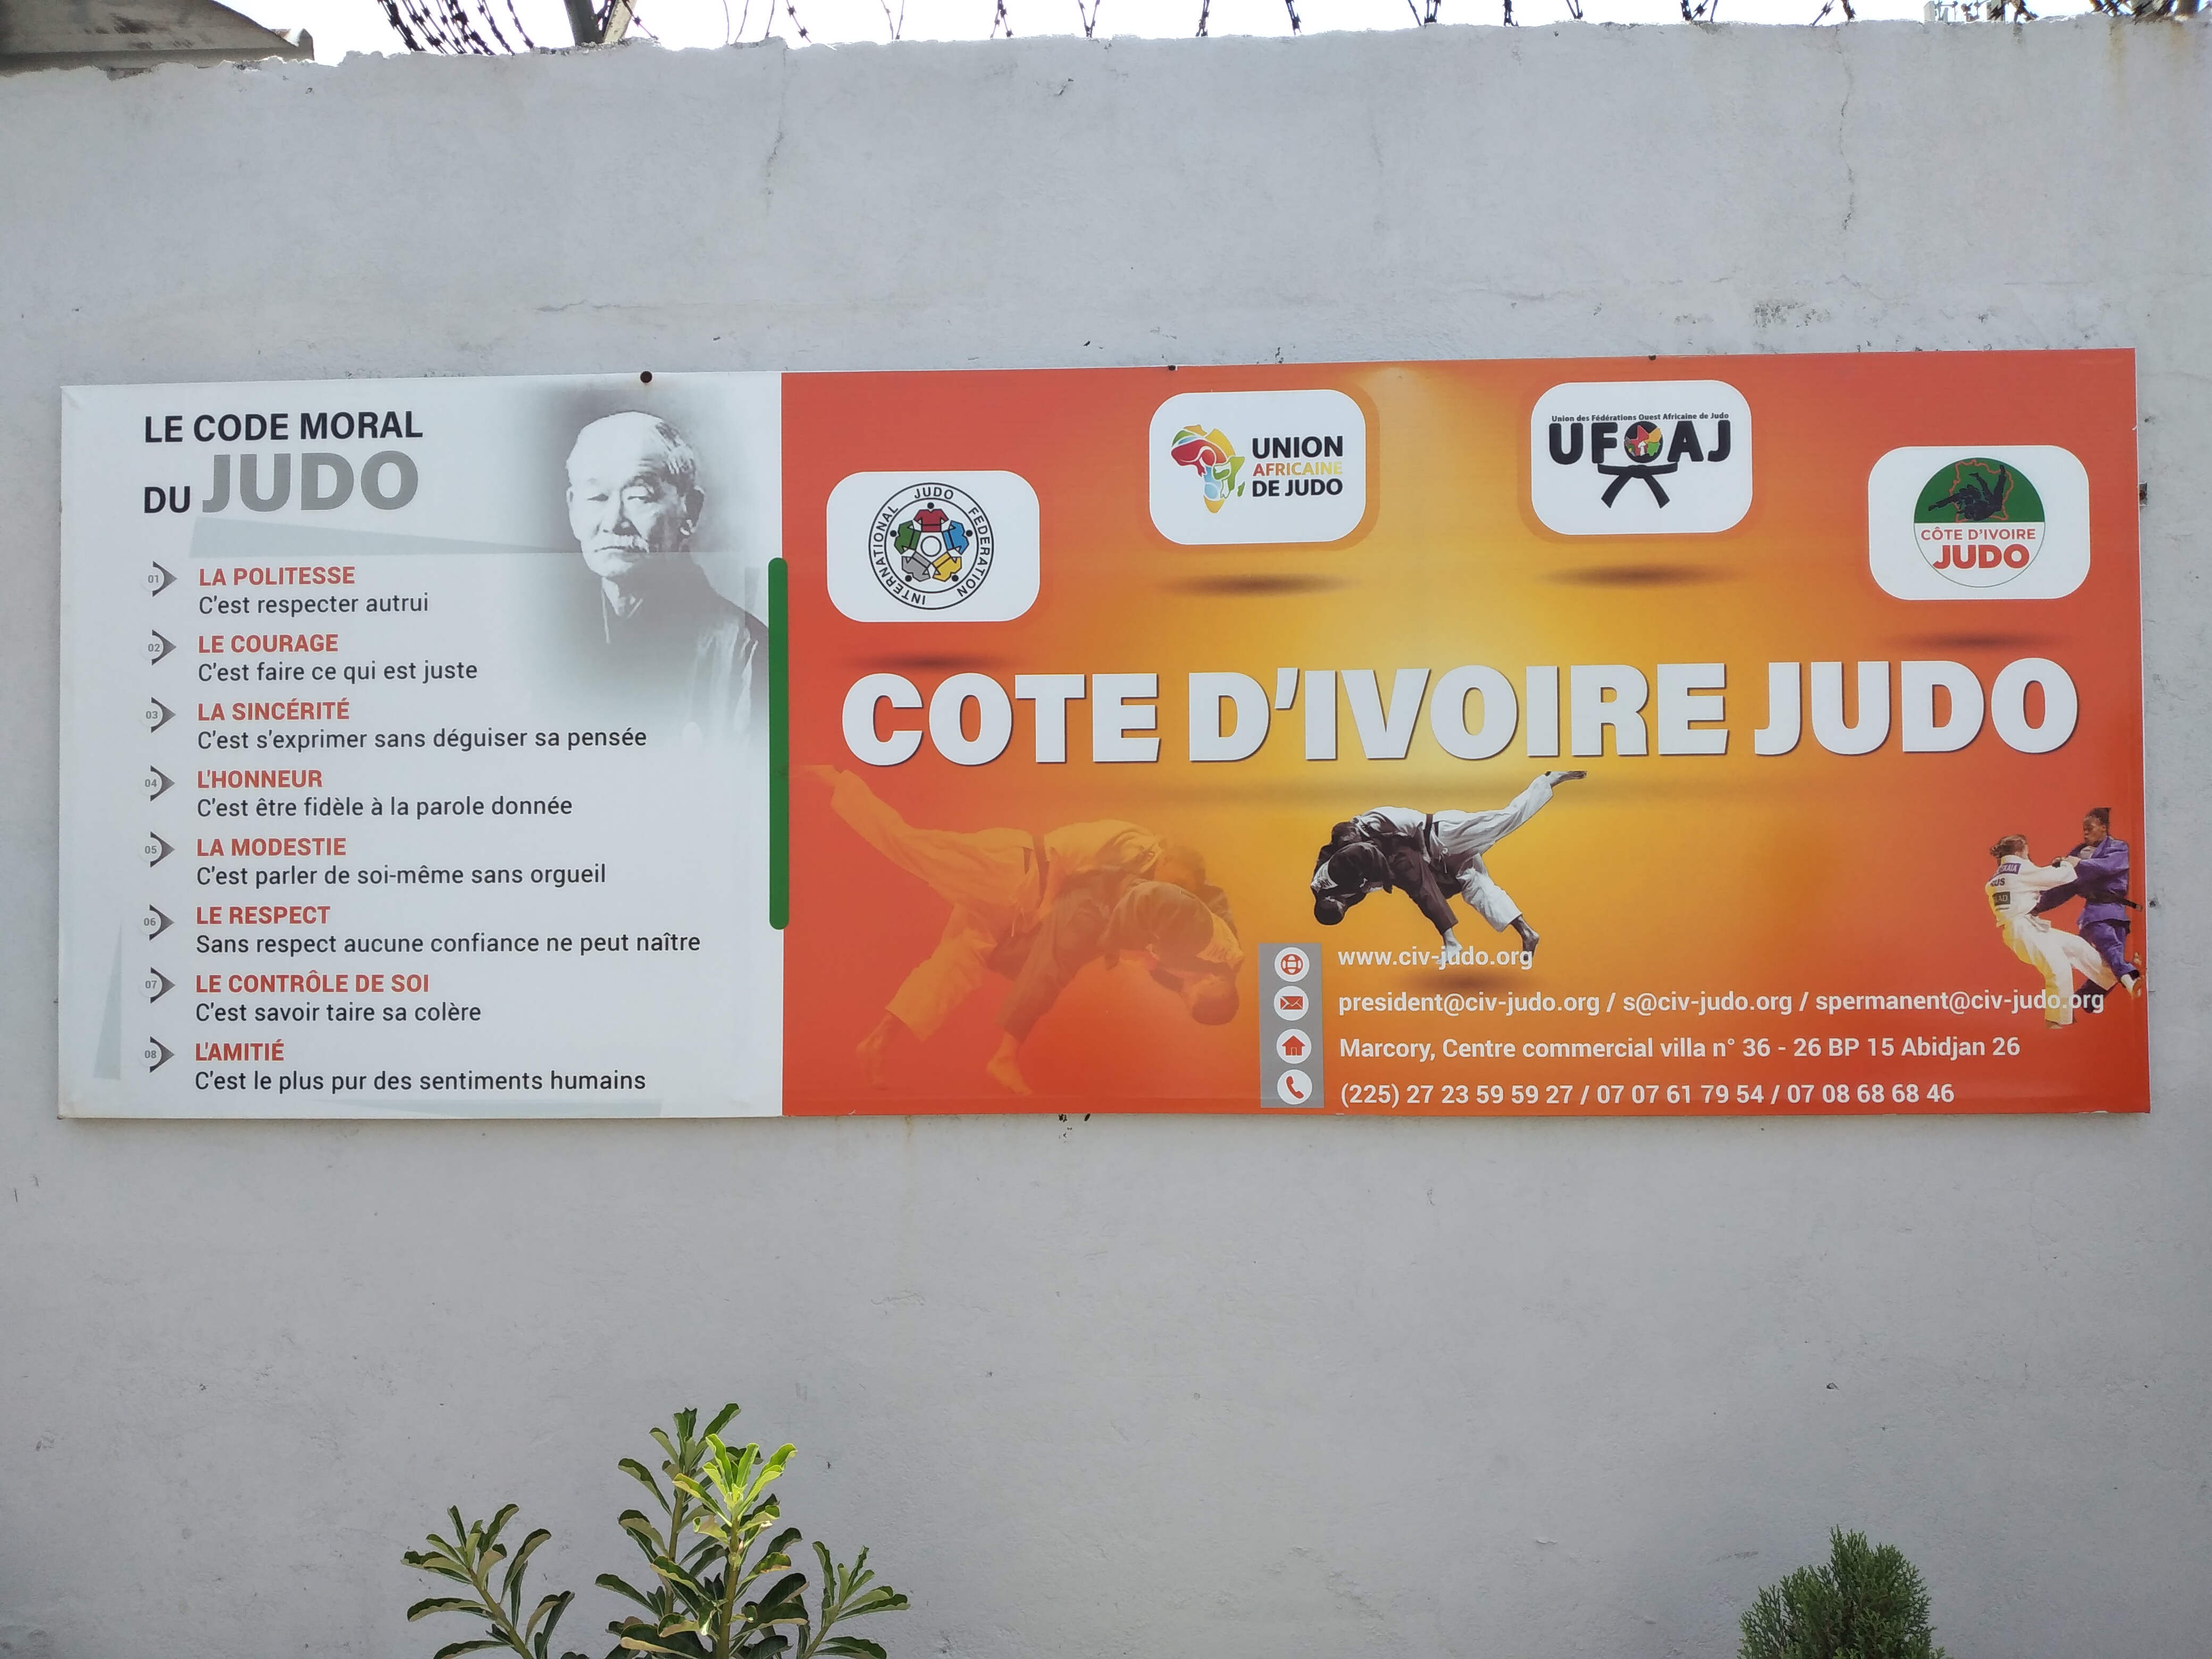 LE CODE MORAL
DU JUDO
01
LA POLITESSE
C'est respecter autrui
02
LE COURAGE
C'est faire ce qui est juste
03
LA SINCÉRITÉ
C'est s'exprimer sans déguiser sa pensée
04
L'HONNEUR
C'est être fidèle à la parole donnée
05
LA MODESTIE
C'est parler de soi-même sans orgueil
06
LE RESPECT
Sans respect aucune confiance ne peut naître
07
LE CONTRÔLE DE SOI
C'est savoir taire sa colère
08
L'AMITIÉ
C'est le plus pur des sentiments humains
INTERNATIONAL JUDO FEDERATION
UNION
AFRICAINE
DE JUDO
Union des Fédérations Ouest Africaine de Judo
UFOAJ
CÔTE D'IVOIRE
JUDO
COTE D'IVOIRE JUDO
www.civ-judo.org
president@civ-judo.org / s@civ-judo.org / spermanent@civ-judo.org
Marcory, Centre commercial villa n° 36 - 26 BP 15 Abidjan 26
(225) 27 23 59 59 27 / 07 07 61 79 54 / 07 08 68 68 46